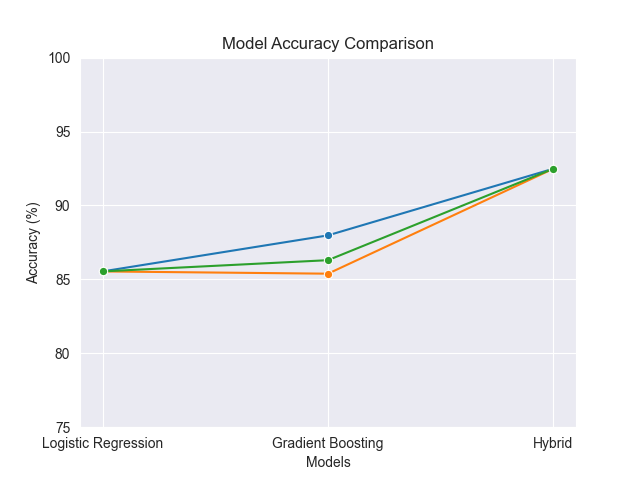 Model Accuracy Comparison
100
95
90
85
80
75
Accuracy (%)
Logistic Regression
Gradient Boosting
Hybrid
Models